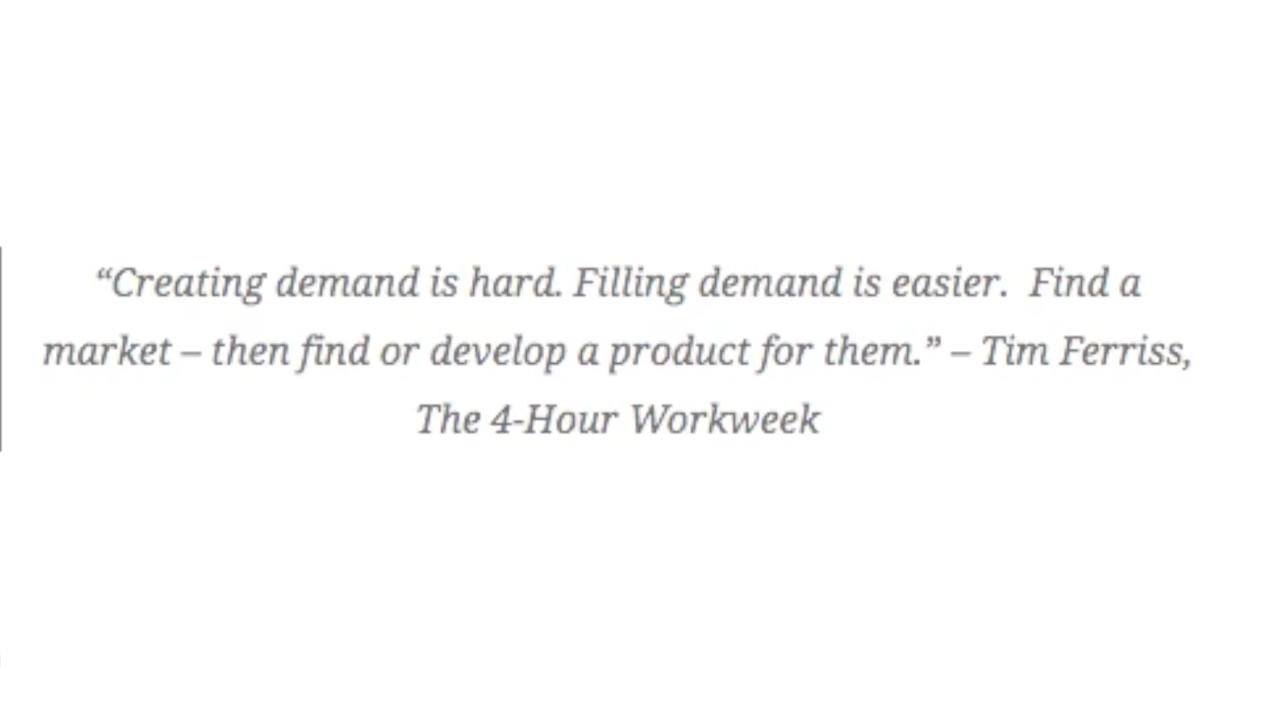 “Creating demand is hard. Filling demand is easier.  Find a
market – then find or develop a product for them.” – Tim Ferriss,
The 4-Hour Workweek